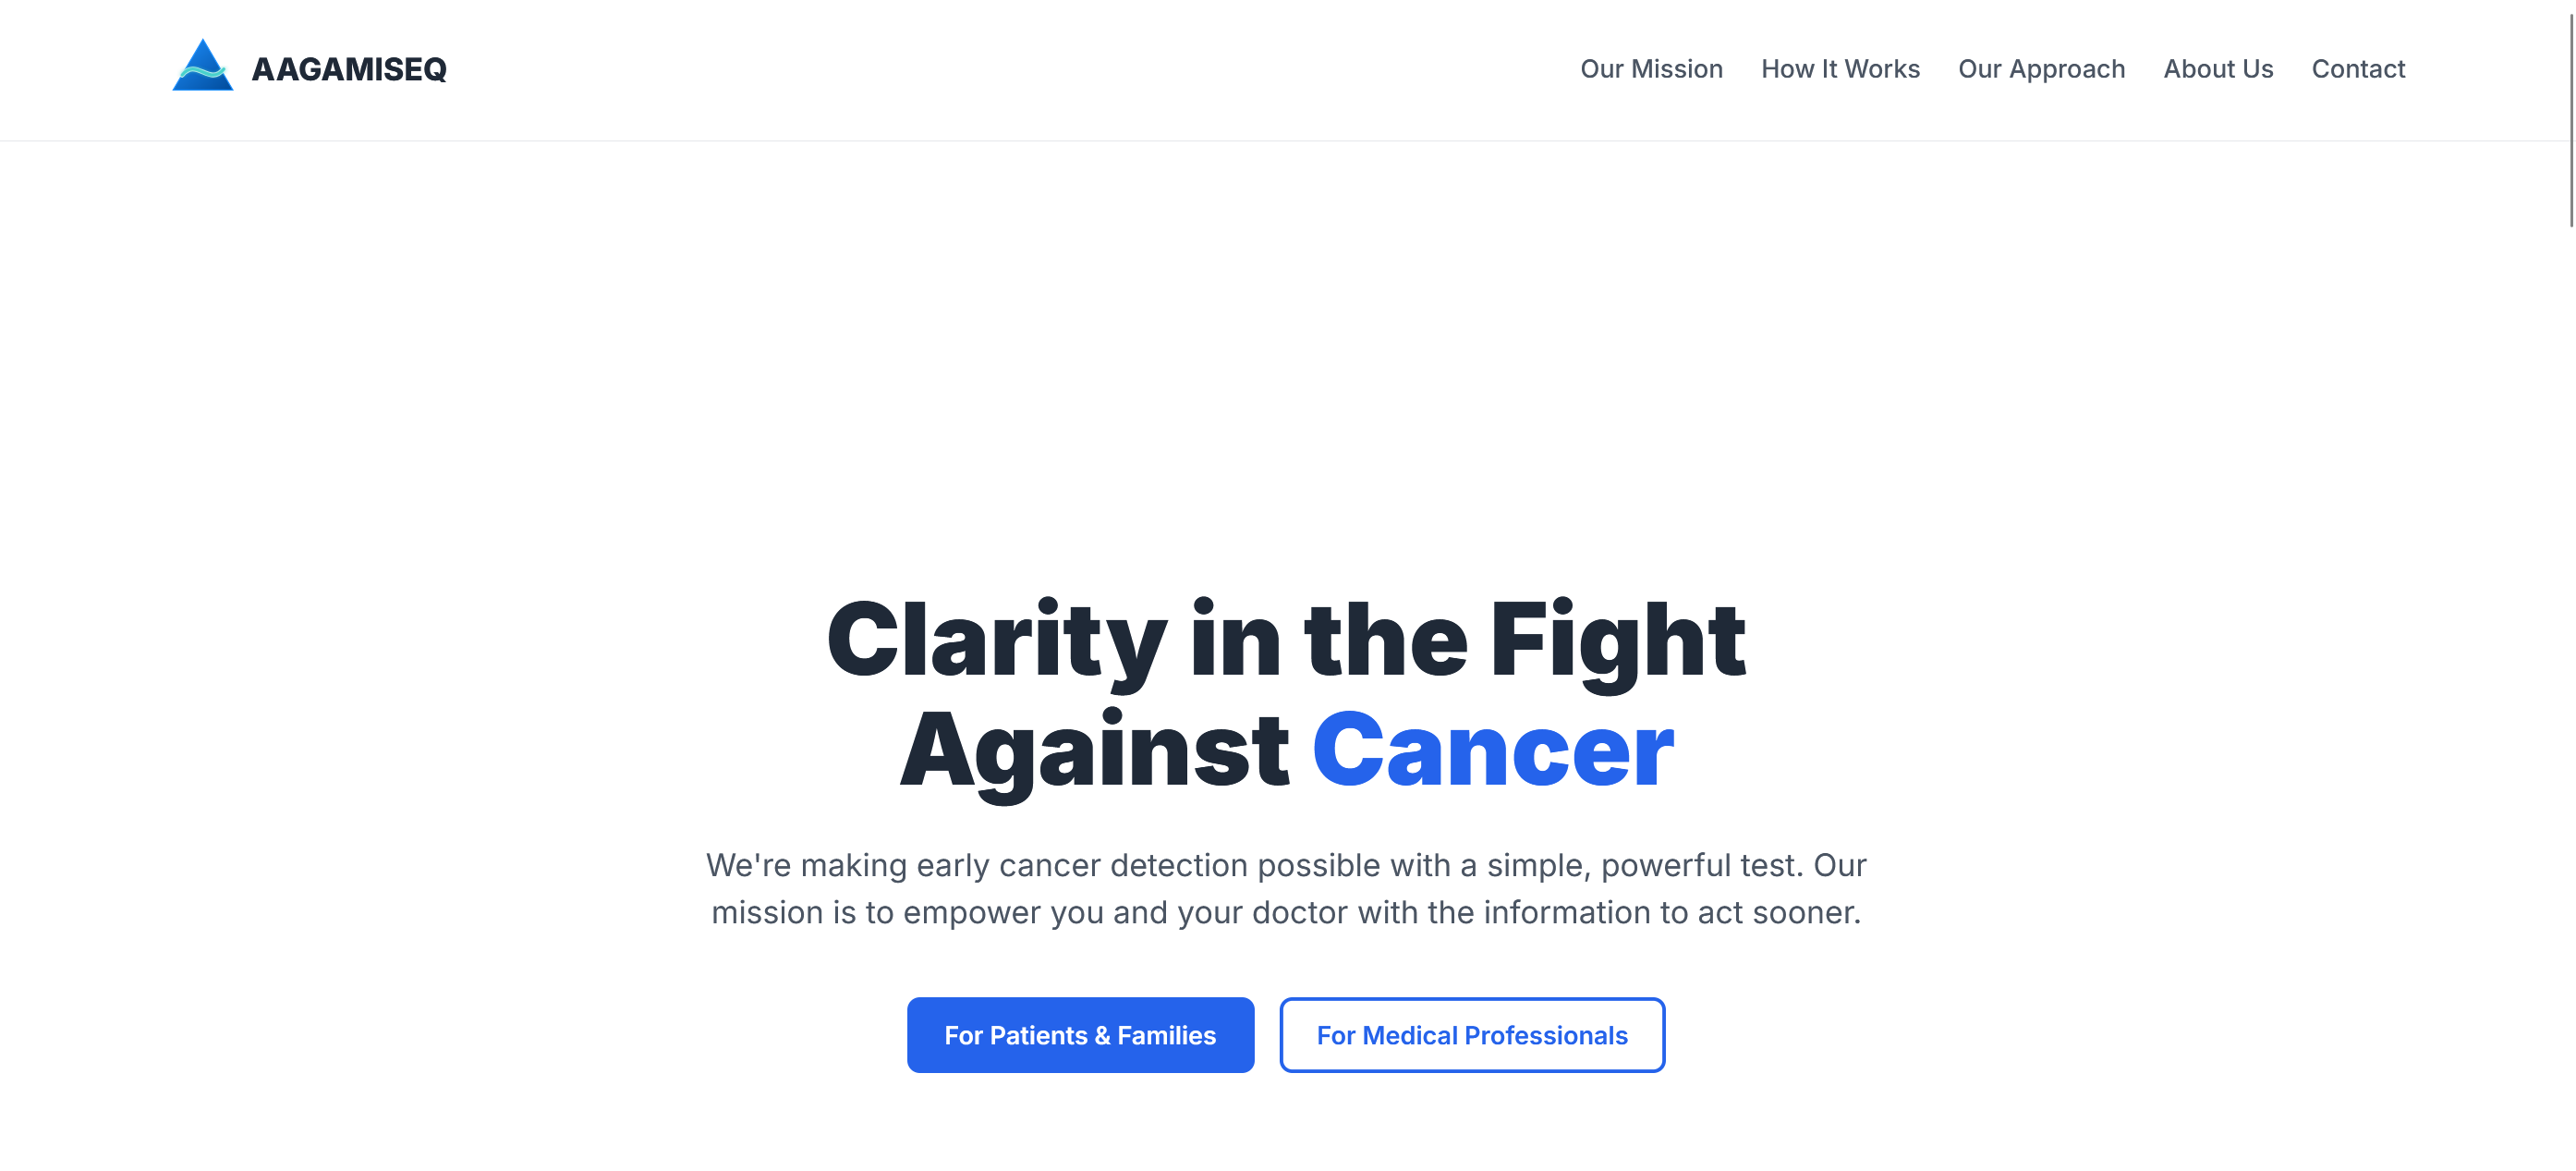 AAGAMISEQ
Our Mission
How It Works
Our Approach
About Us
Contact
Clarity in the Fight
Against Cancer
We're making early cancer detection possible with a simple, powerful test. Our
mission is to empower you and your doctor with the information to act sooner.
For Patients & Families
For Medical Professionals